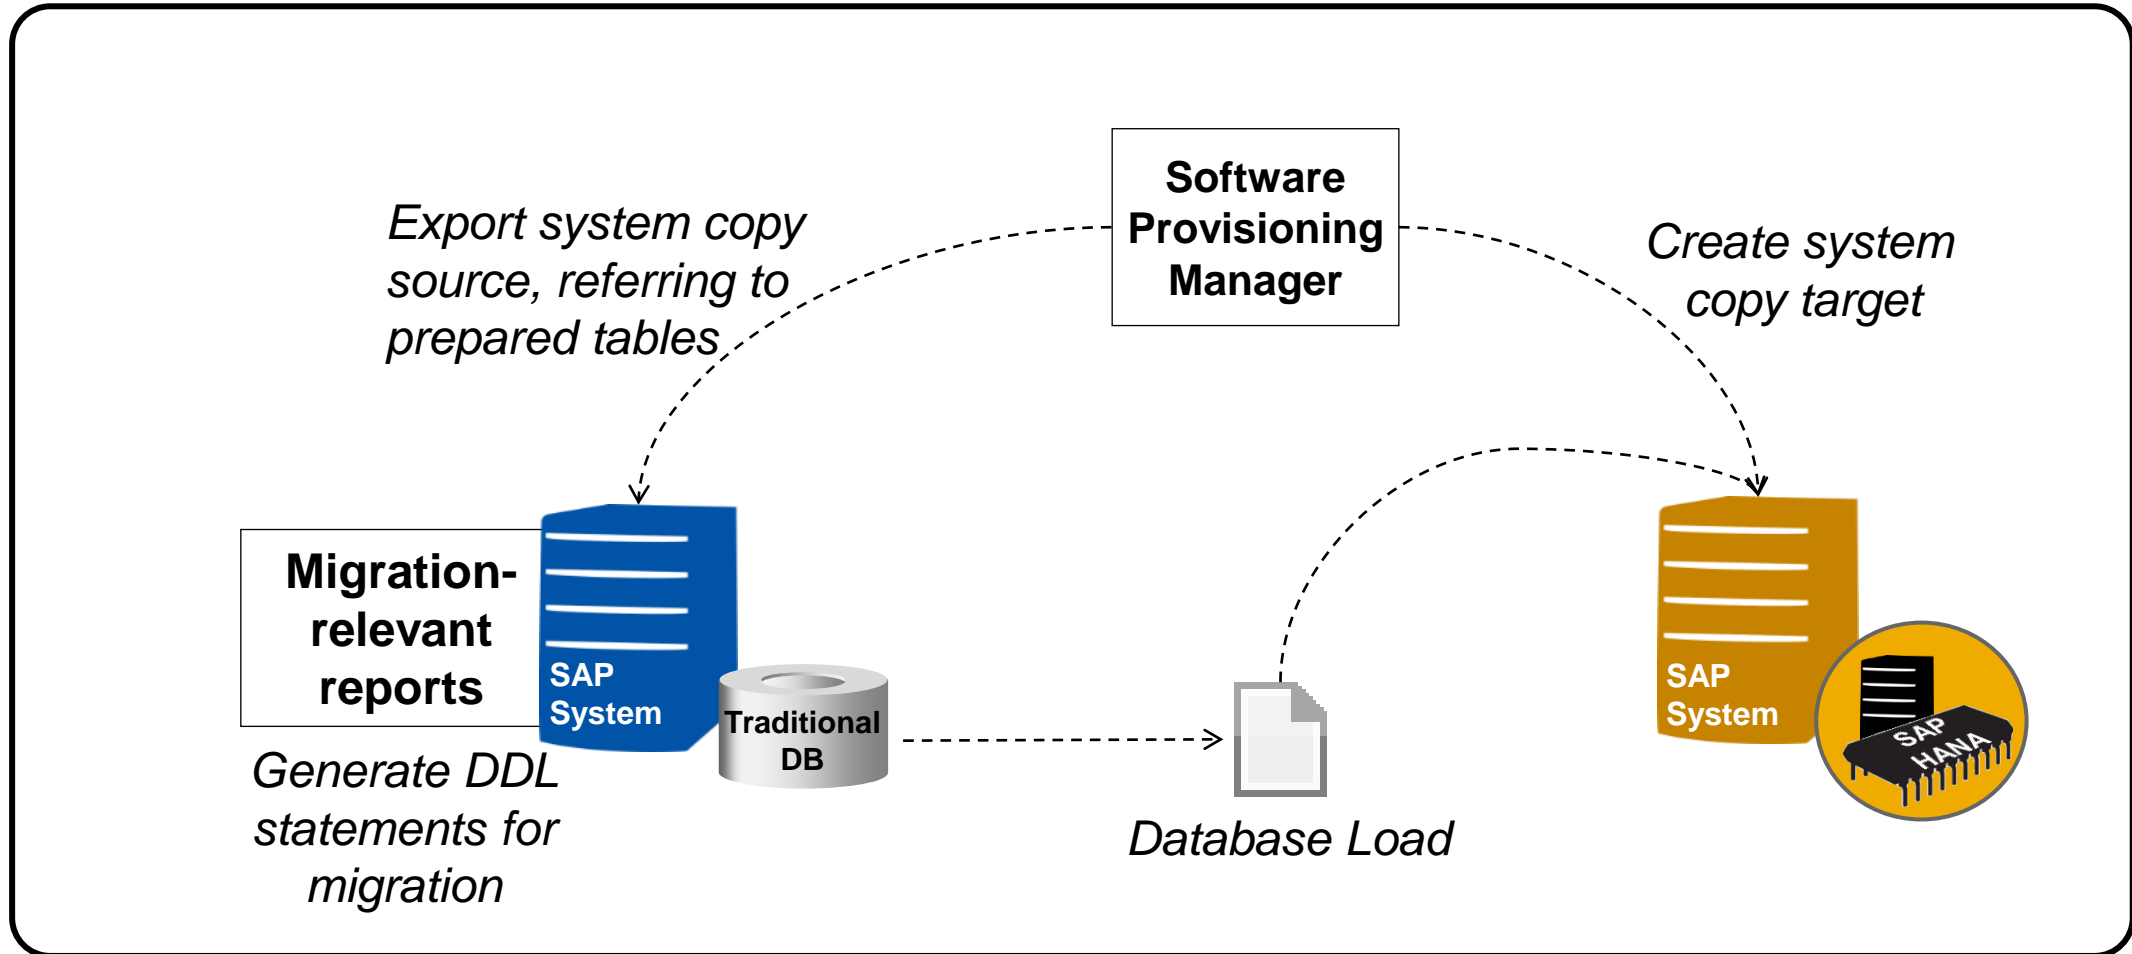 Software
Provisioning
Manager
Export system copy
source, referring to
prepared tables
Create system
copy target
Migration-
relevant
reports
SAP
System
Traditional
DB
Generate DDL
statements for
migration
Database Load
SAP
System
SAP
HANA